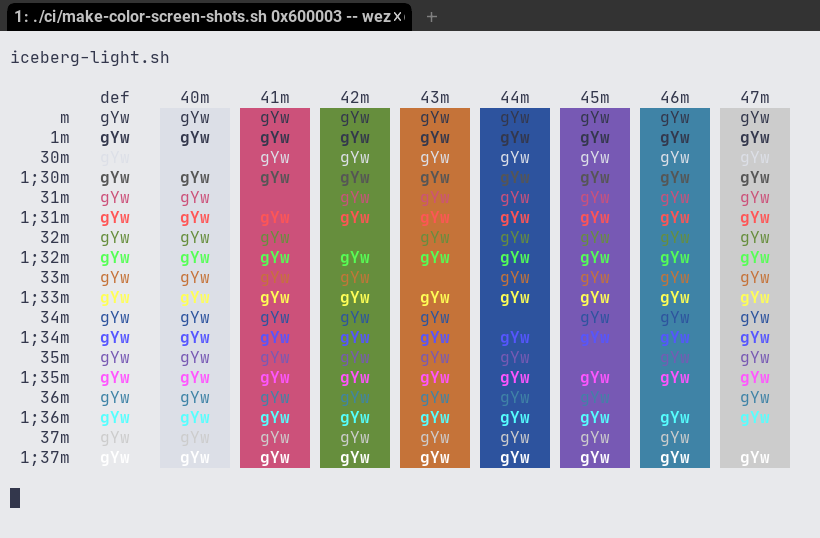 1: ./ci/make-color-screen-shots.sh 0x600003 -- wez
iceberg-light.sh
def 40m 41m 42m 43m 44m 45m 46m 47m
m gYw gYw gYw gYw gYw gYw gYw gYw gYw
1m gYw gYw gYw gYw gYw gYw gYw gYw gYw
30m gYw gYw gYw gYw gYw gYw gYw gYw
1;30m gYw gYw gYw gYw gYw gYw gYw gYw gYw
31m gYw gYw gYw gYw gYw gYw gYw gYw
1;31m gYw gYw gYw gYw gYw gYw gYw gYw gYw
32m gYw gYw gYw gYw gYw gYw gYw gYw
1;32m gYw gYw gYw gYw gYw gYw gYw gYw gYw
33m gYw gYw gYw gYw gYw gYw gYw gYw
1;33m gYw gYw gYw gYw gYw gYw gYw gYw gYw
34m gYw gYw gYw gYw gYw gYw gYw gYw
1;34m gYw gYw gYw gYw gYw gYw gYw gYw gYw
35m gYw gYw gYw gYw gYw gYw gYw gYw
1;35m gYw gYw gYw gYw gYw gYw gYw gYw gYw
36m gYw gYw gYw gYw gYw gYw gYw gYw
1;36m gYw gYw gYw gYw gYw gYw gYw gYw gYw
37m gYw gYw gYw gYw gYw gYw gYw gYw
1;37m gYw gYw gYw gYw gYw gYw gYw gYw gYw